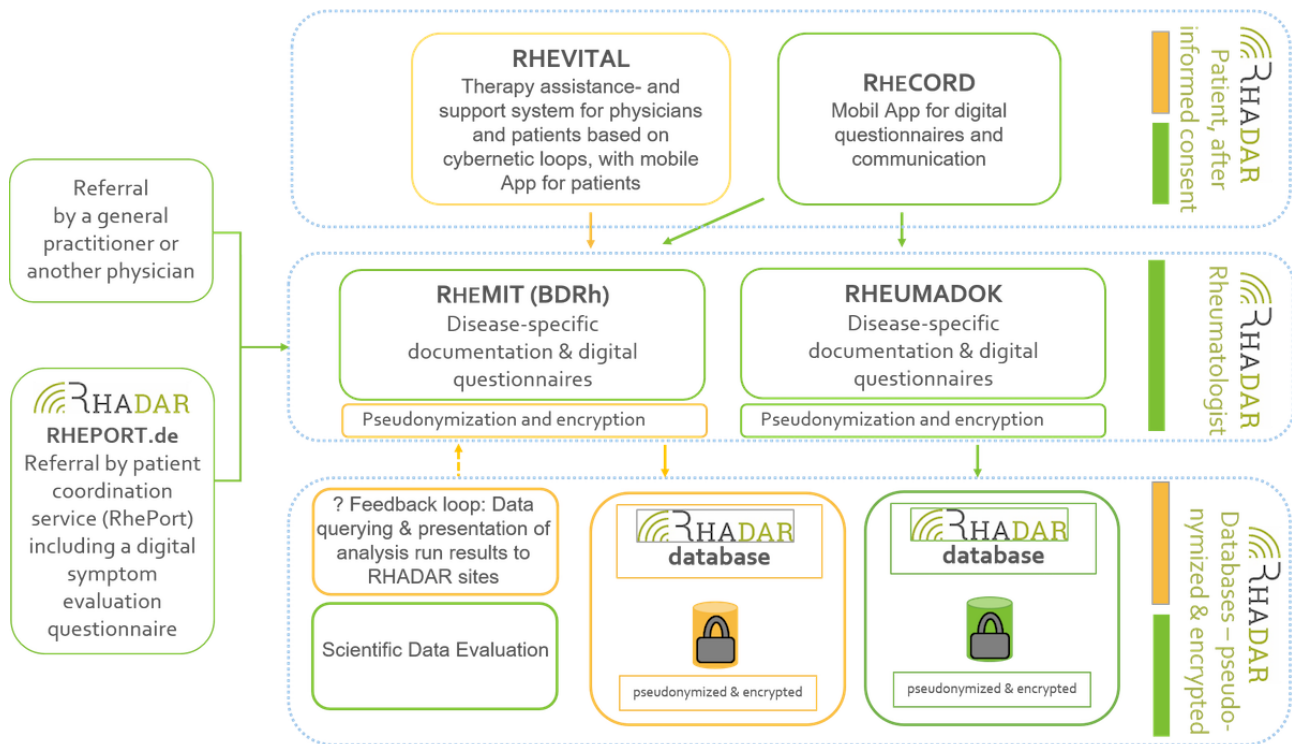 RHEVITAL
Therapy assistance- and
support system for physicians
and patients based on
cybernetic loops, with mobile
App for patients
RHECORD
Mobil App for digital
questionnaires and
communication
RHADAR
Patient, after
informed consent
Referral
by a general
practitioner or
another physician
RHADAR
RHEPORT.de
Referral by patient
coordination
service (RhePort)
including a digital
symptom
evaluation
questionnaire
RHEMIT (BDRh)
Disease-specific
documentation & digital
questionnaires
Pseudonymization and encryption
RHEUMADOK
Disease-specific
documentation & digital
questionnaires
Pseudonymization and encryption
RHADAR
Rheumatologist
? Feedback loop: Data
querying & presentation of
analysis run results to
RHADAR sites
Scientific Data Evaluation
RHADAR
database
pseudonymized & encrypted
RHADAR
database
pseudonymized & encrypted
RHADAR
Databases – pseudo-
nymized & encrypted